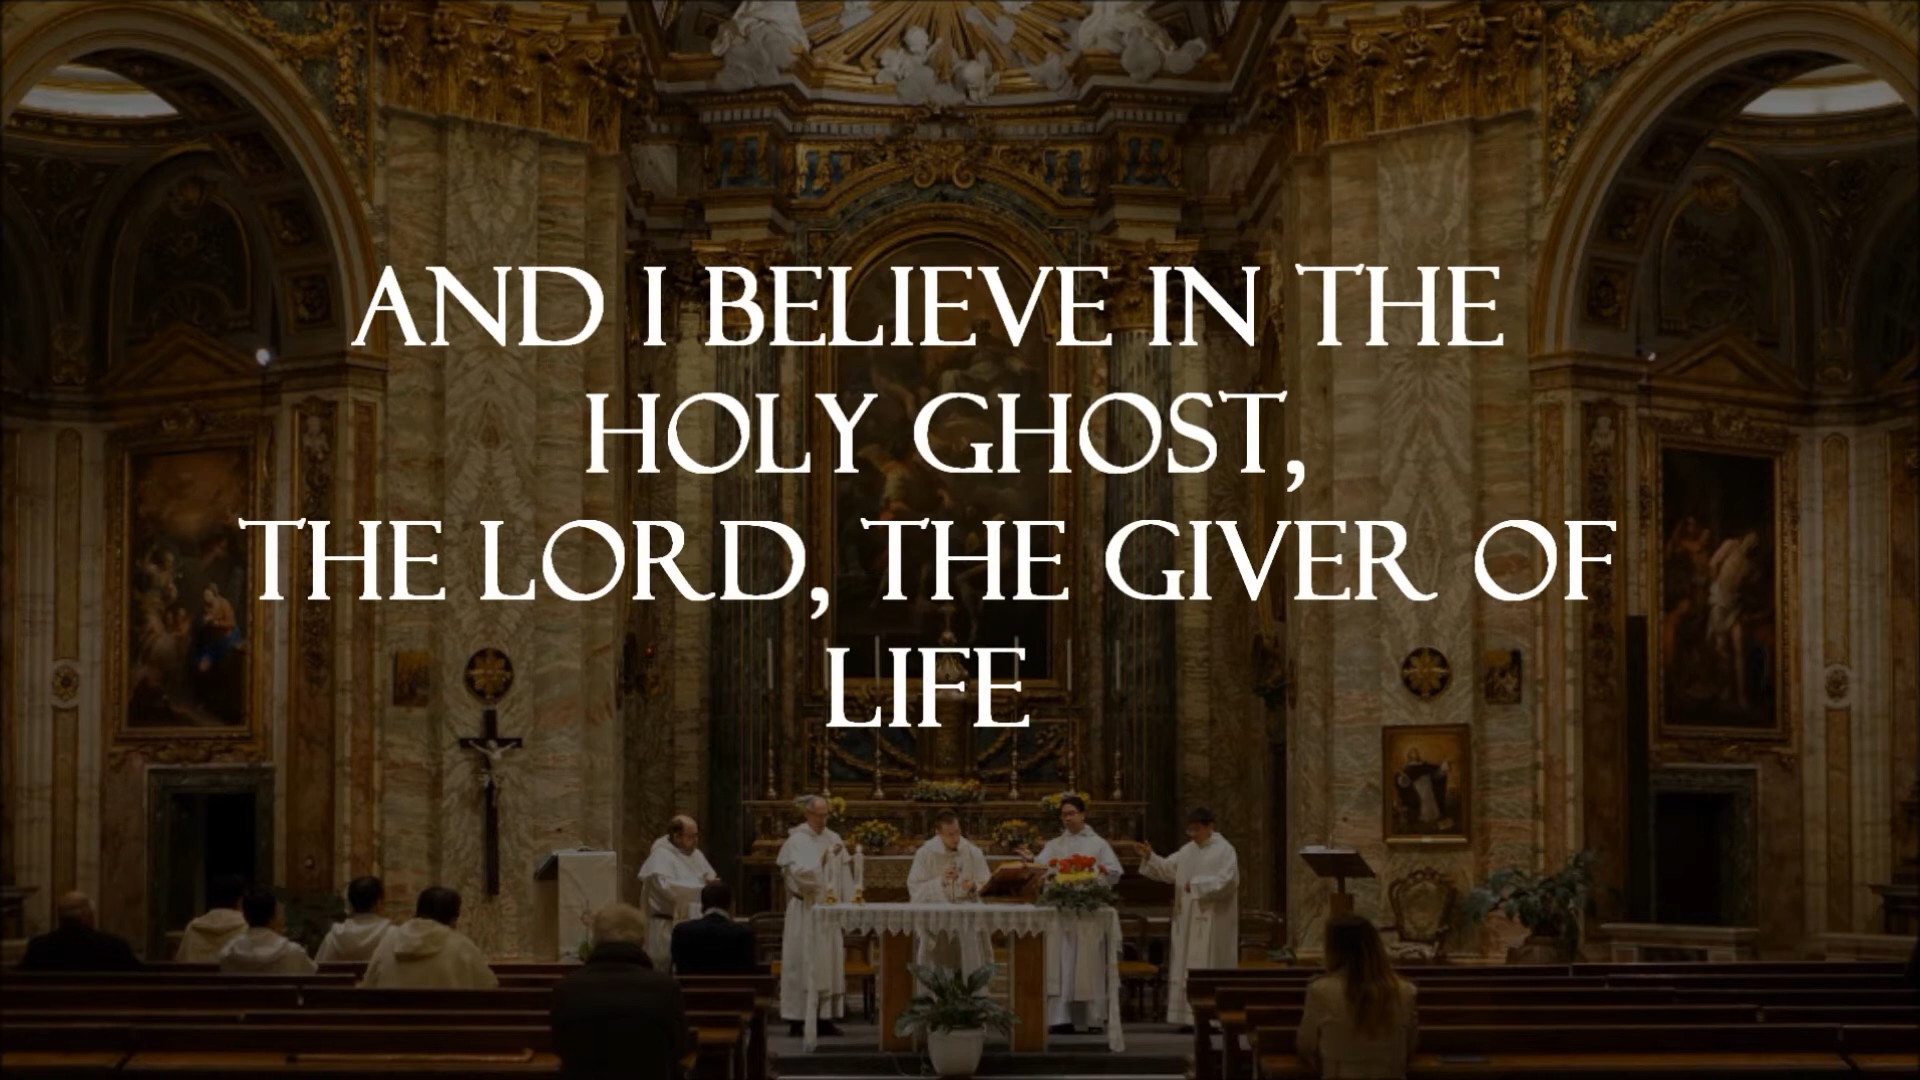 AND I BELIEVE IN THE
HOLY GHOST,
THE LORD, THE GIVER OF
LIFE